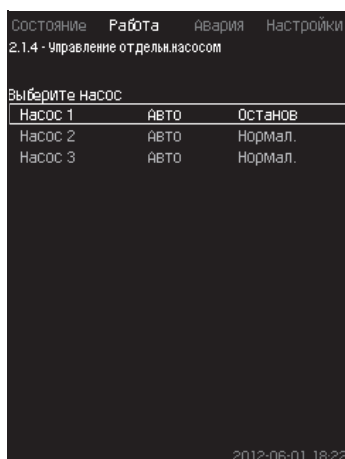 Состояние Работа Авария Настройки
2.1.4 - Управление отдельн.насосом
Выберите насос
Насос 1 Авто Останов
Насос 2 Авто Нормал.
Насос 3 Авто Нормал.
2012-06-01 18:22